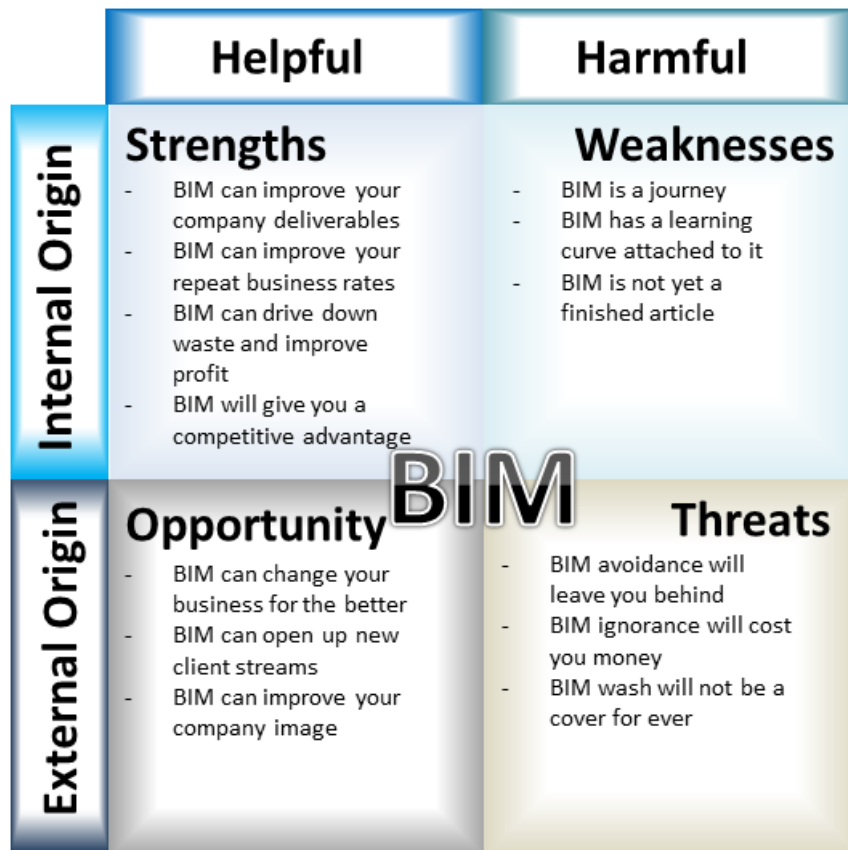 Helpful
Harmful
Internal Origin
Strengths
- BIM can improve your
company deliverables
- BIM can improve your
repeat business rates
- BIM can drive down
waste and improve
profit
- BIM will give you a
competitive advantage
Weaknesses
- BIM is a journey
- BIM has a learning
curve attached to it
- BIM is not yet a
finished article
BIM
External Origin
Opportunity
- BIM can change your
business for the better
- BIM can open up new
client streams
- BIM can improve your
company image
Threats
- BIM avoidance will
leave you behind
- BIM ignorance will cost
you money
- BIM wash will not be a
cover for ever